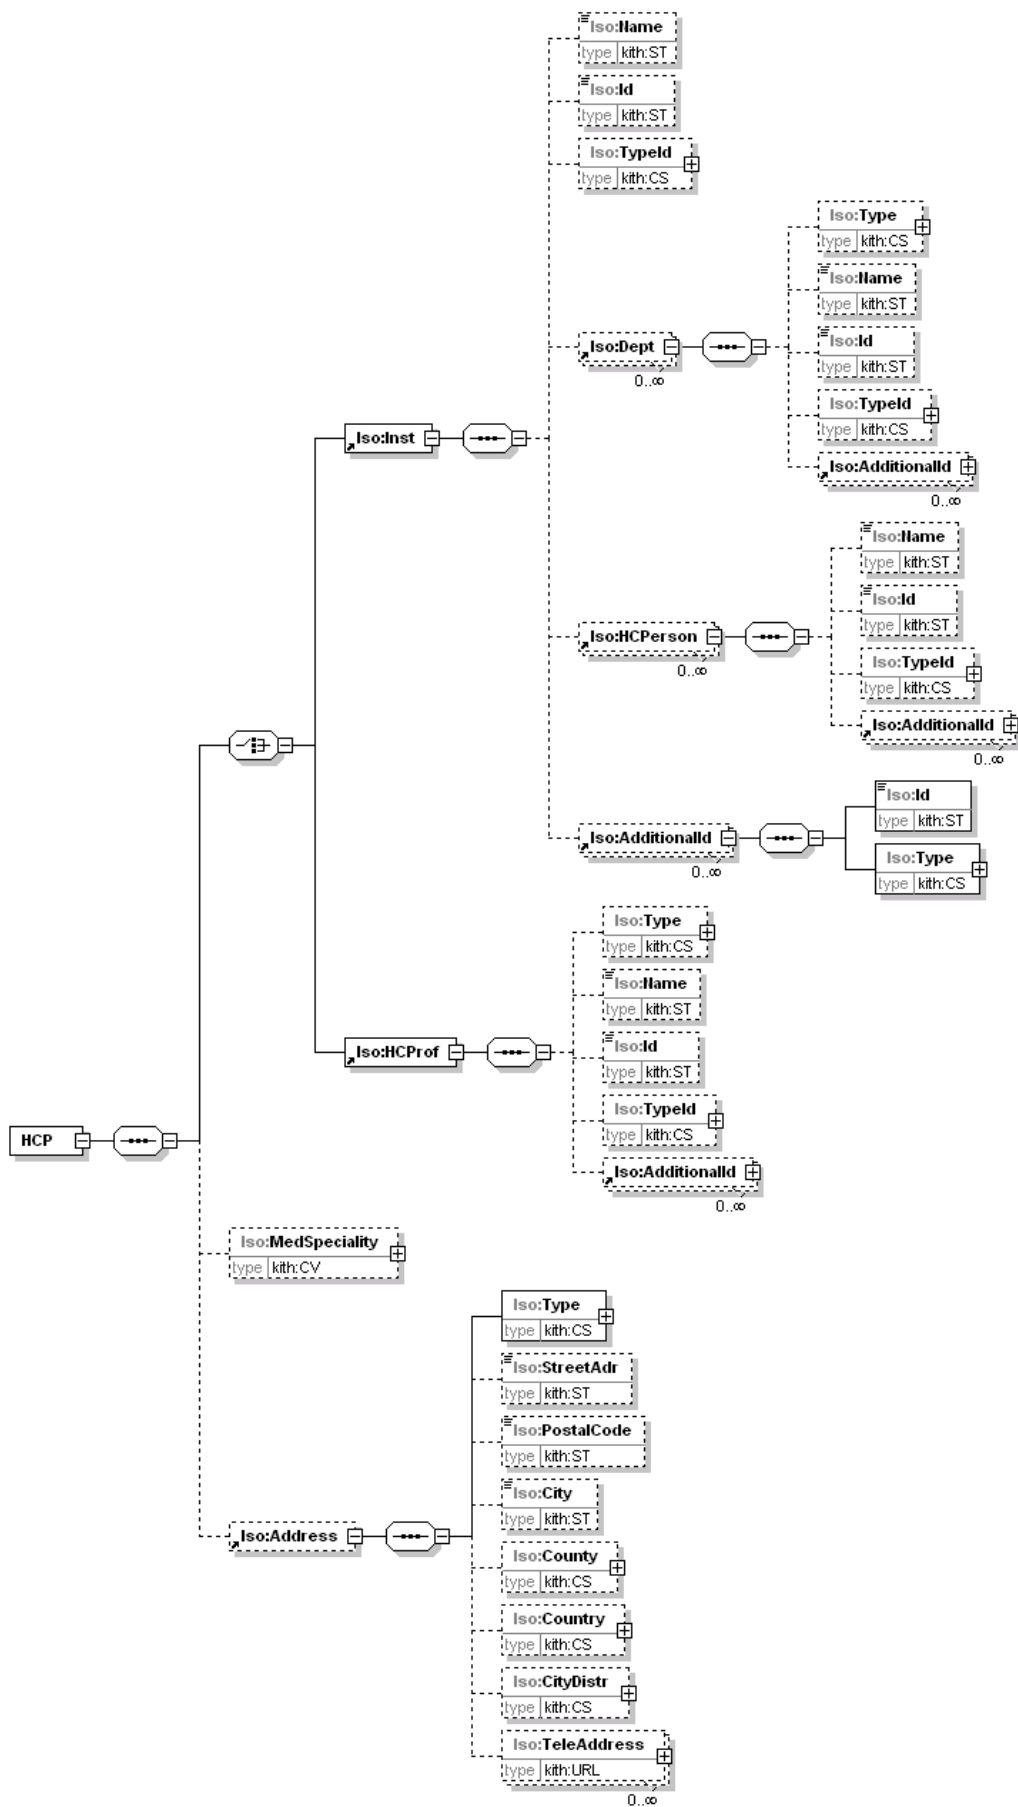 Iso:Name
type kith:ST
Iso:Id
type kith:ST
Iso:TypeId
type kith:CS
Iso:Type
type kith:CS
Iso:Name
type kith:ST
Iso:Dept
0..∞
Iso:Id
type kith:ST
Iso:TypeId
type kith:CS
Iso:Inst
Iso:AdditionalId
0..∞
Iso:Name
type kith:ST
Iso:Id
type kith:ST
Iso:HCPerson
0..∞
Iso:TypeId
type kith:CS
Iso:AdditionalId
0..∞
Iso:Id
type kith:ST
Iso:AdditionalId
0..∞
Iso:Type
type kith:CS
Iso:Type
type kith:CS
Iso:Name
type kith:ST
Iso:HCProf
Iso:Id
type kith:ST
Iso:TypeId
type kith:CS
HCP
Iso:AdditionalId
0..∞
Iso:MedSpeciality
type kith:CV
Iso:Type
type kith:CS
Iso:StreetAdr
type kith:ST
Iso:PostalCode
type kith:ST
Iso:City
type kith:ST
Iso:Address
Iso:County
type kith:CS
Iso:Country
type kith:CS
Iso:CityDistr
type kith:CS
Iso:TeleAddress
type kith:URL
0..∞